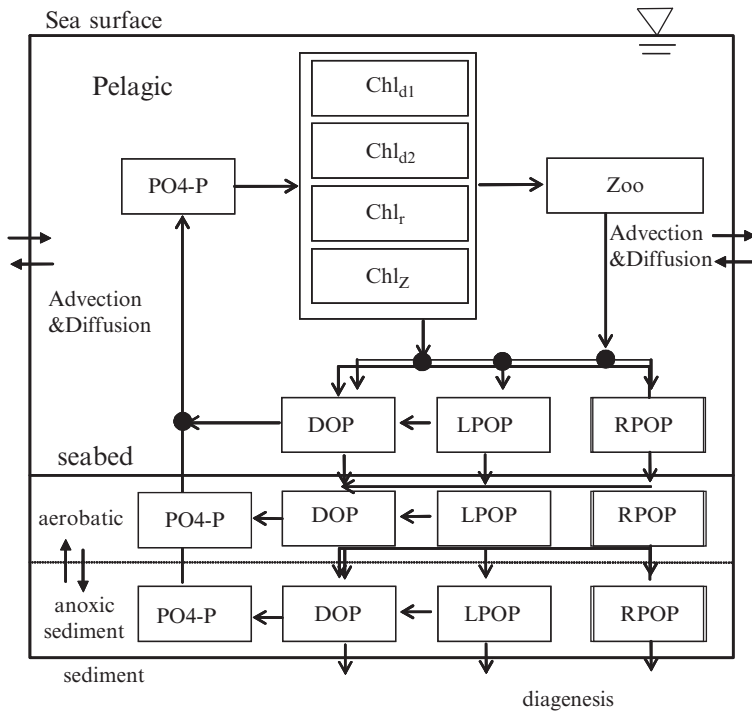 Sea surface
Pelagic
Chld1
Chld2
Chlr
ChlZ
PO4-P
Zoo
Advection
&Diffusion
Advection
&Diffusion
DOP
LPOP
RPOP
seabed
aerobatic
PO4-P
DOP
LPOP
RPOP
anoxic
sediment
PO4-P
DOP
LPOP
RPOP
sediment
diagenesis